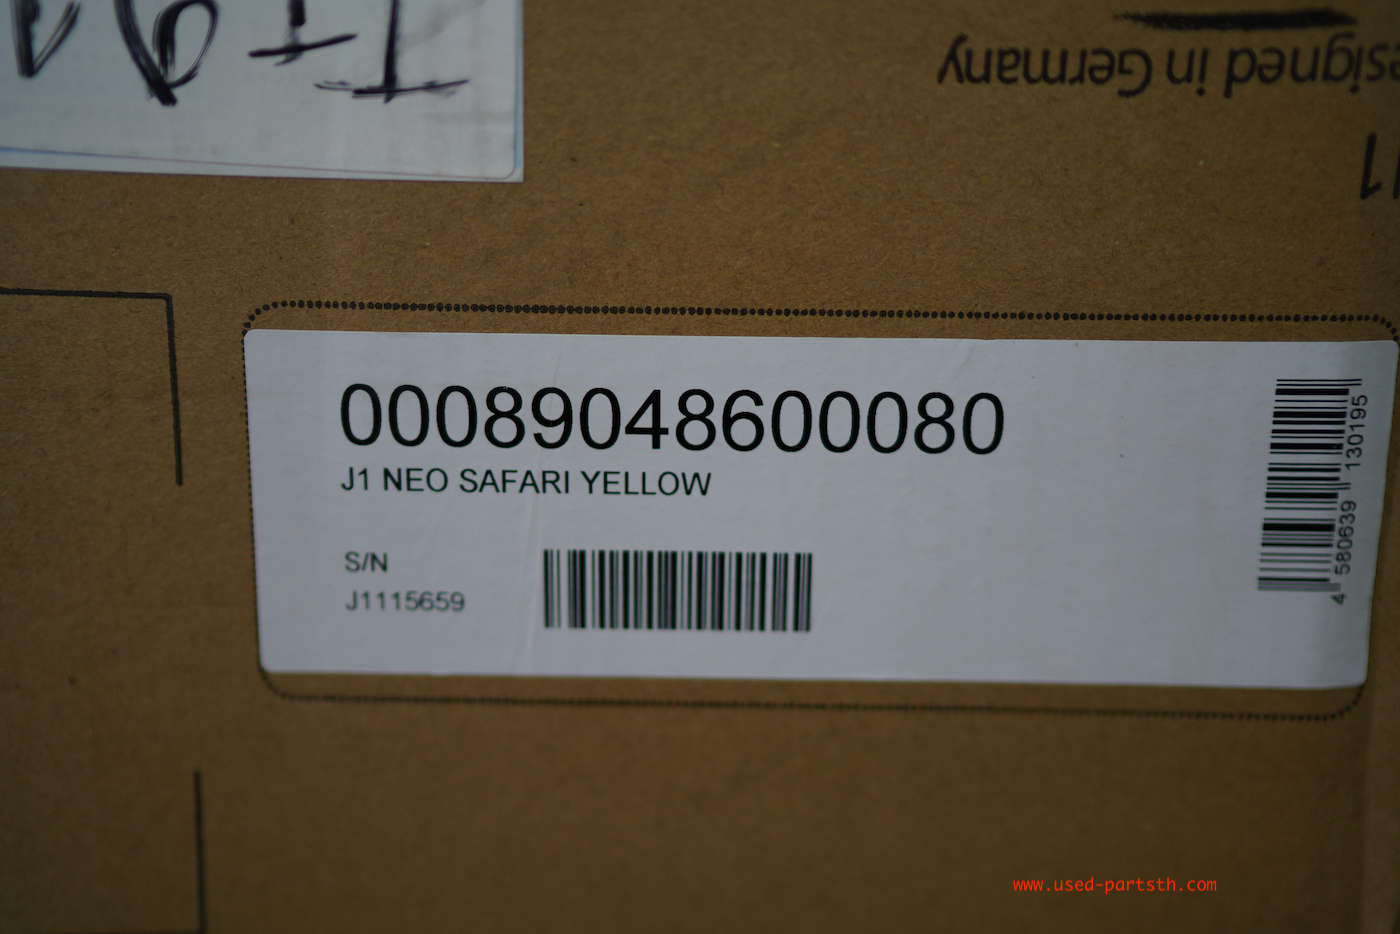 esigned in Germany
00089048600080
J1 NEO SAFARI YELLOW
S/N
J1115659
4 580639 130195
www.used-partsth.com